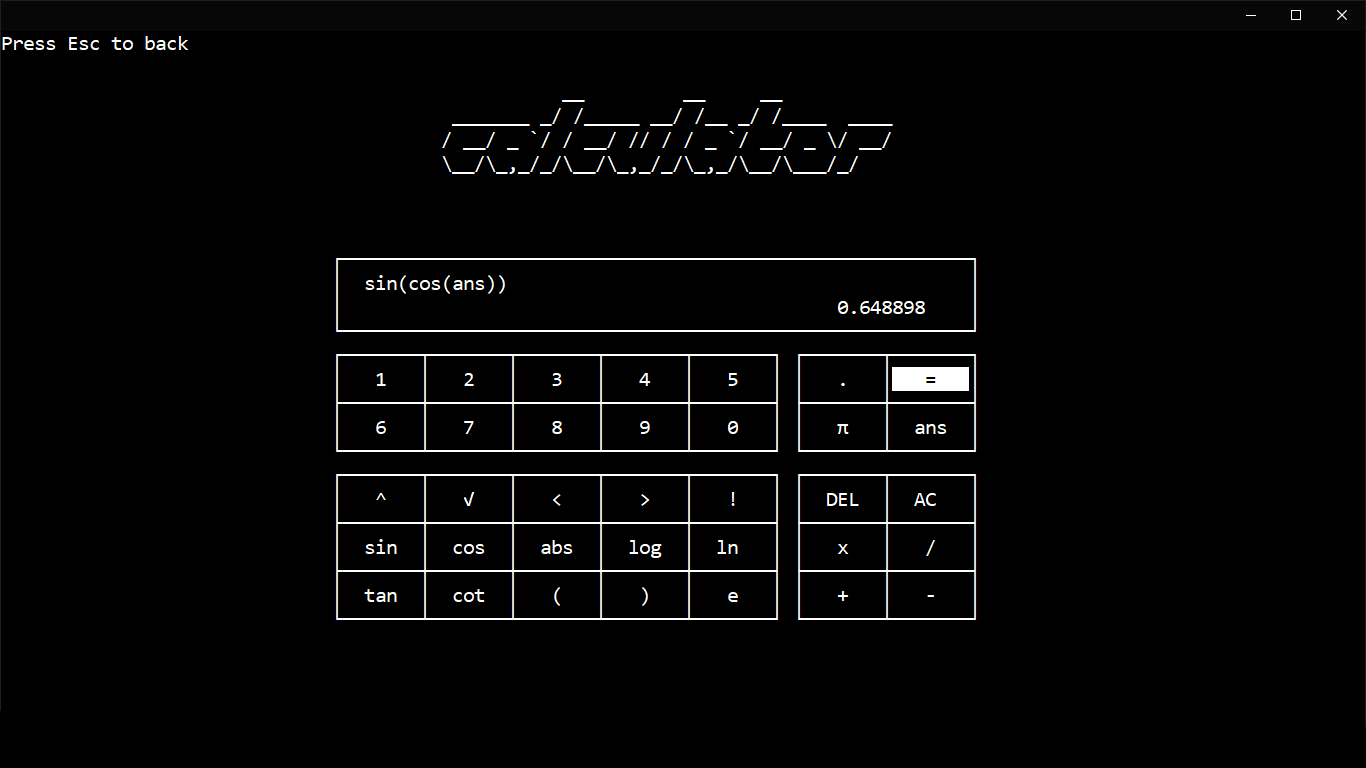 Press Esc to back
calculator
sin(cos(ans))
0.648898
1 2 3 4 5 . =
6 7 8 9 0 π ans
^ √ < > ! DEL AC
sin cos abs log ln x /
tan cot ( ) e + -